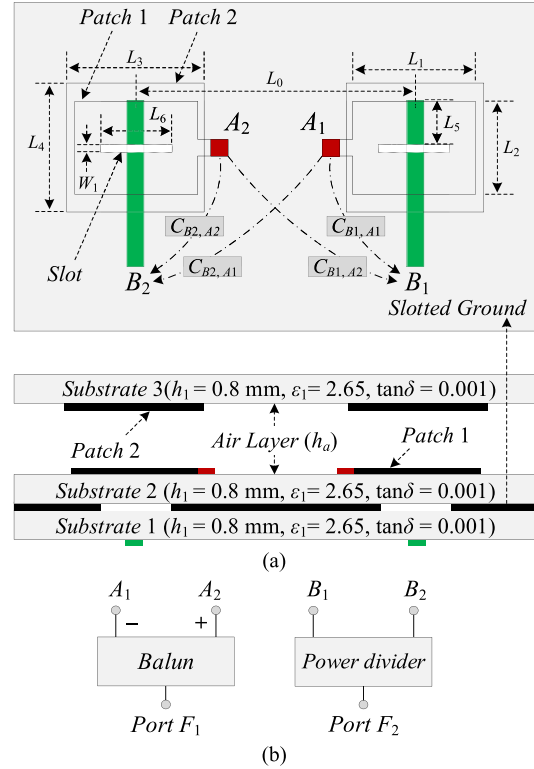 Patch 1
Patch 2
L3
L1
L0
L6
A2
A1
L5
L4
L2
W1
CB2, A2
CB1, A1
CB2, A1
CB1, A2
Slot
B2
B1
Slotted Ground
Substrate 3(h1 = 0.8 mm, ε1= 2.65, tanδ = 0.001)
Patch 2
Air Layer (ha)
Patch 1
Substrate 2 (h1 = 0.8 mm, ε1= 2.65, tanδ = 0.001)
Substrate 1 (h1 = 0.8 mm, ε1= 2.65, tanδ = 0.001)
(a)
A1
A2
B1
B2
−
+
Balun
Power divider
Port F1
Port F2
(b)